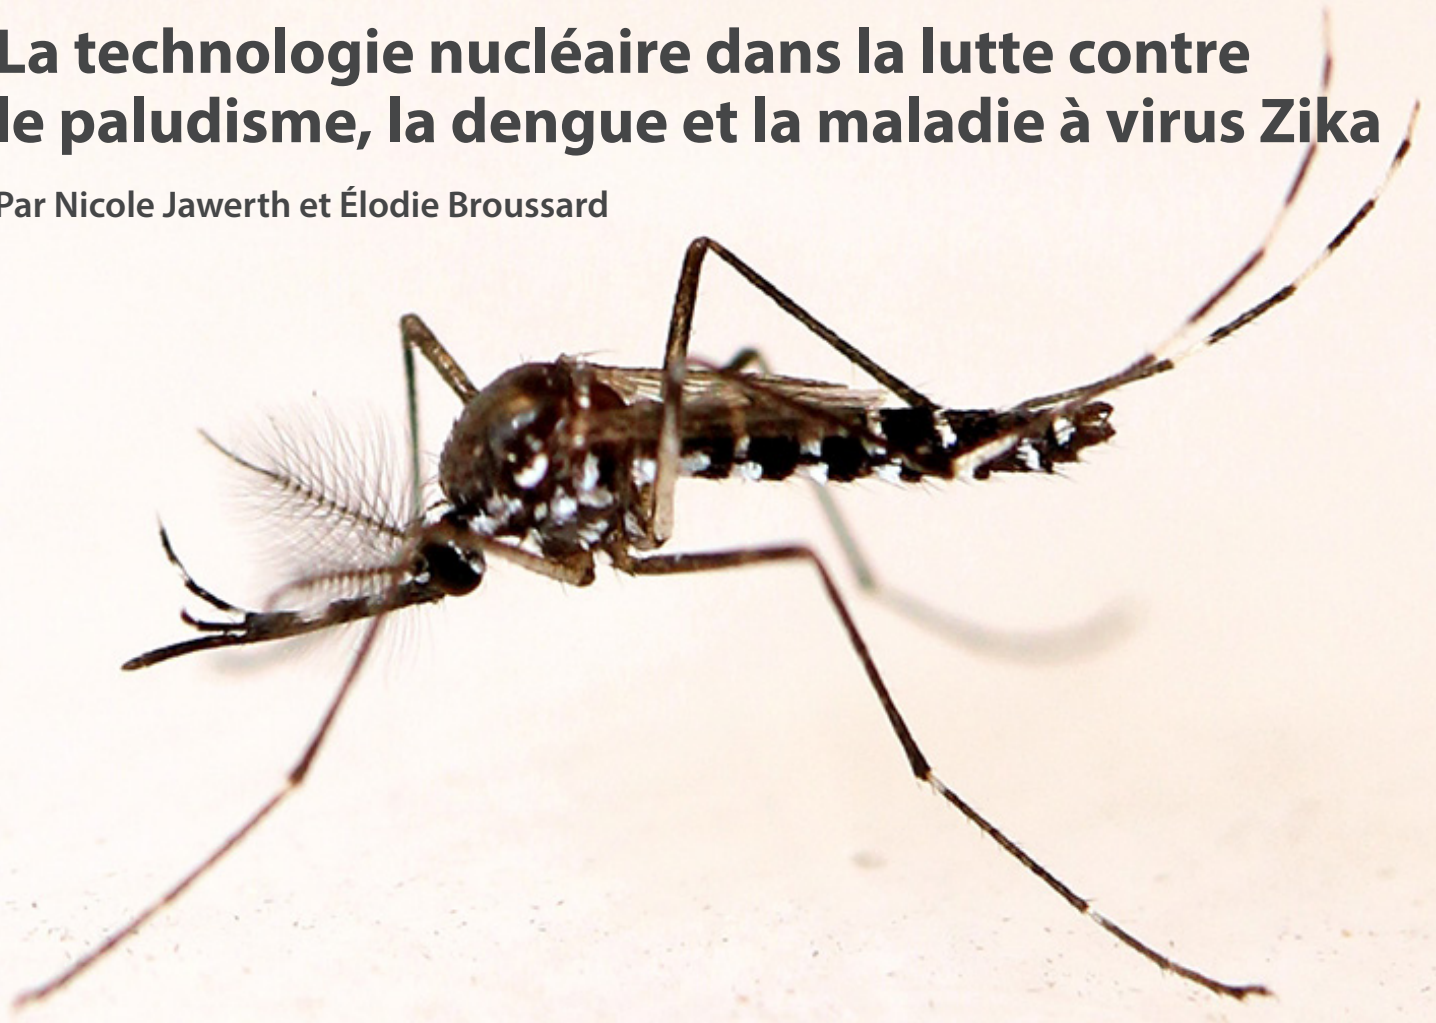 La technologie nucléaire dans la lutte contre
le paludisme, la dengue et la maladie à virus Zika
Par Nicole Jawerth et Élodie Broussard